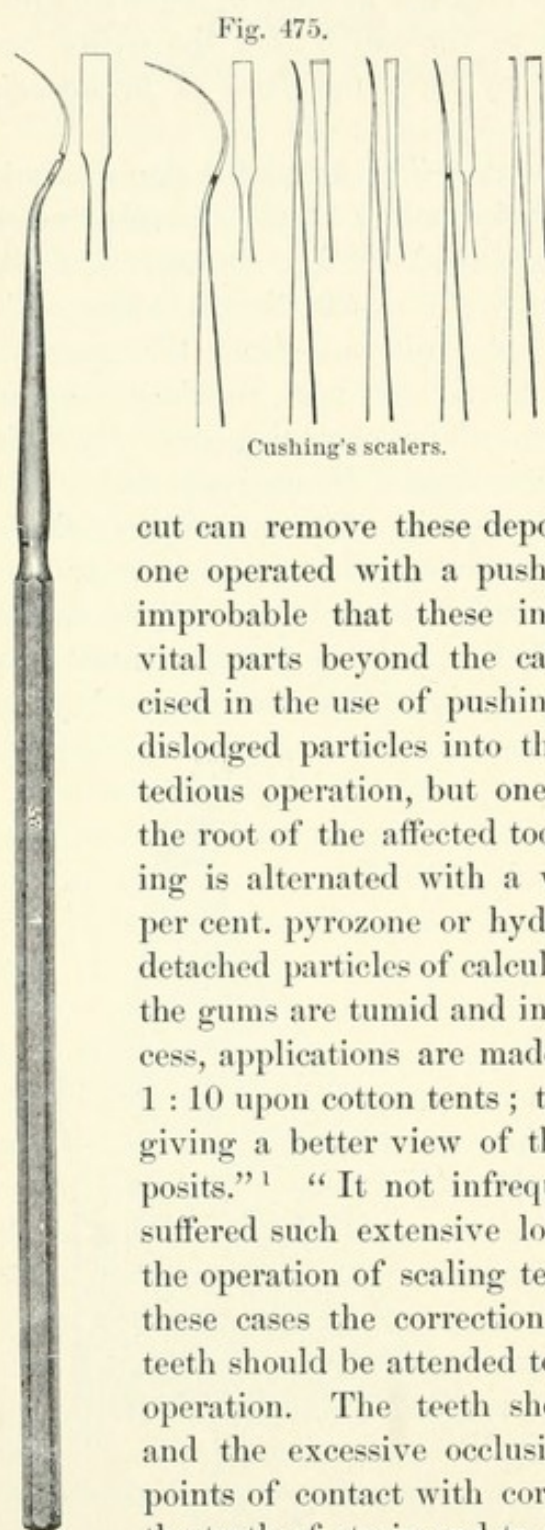 Fig. 475.
Cushing's scalers.
cut can remove these depo
one operated with a push
improbable that these in
vital parts beyond the ca
cised in the use of pushin
dislodged particles into th
tedious operation, but one
the root of the affected too
ing is alternated with a v
per cent. pyrozone or hyd
detached particles of calcul
the gums are tumid and in
cess, applications are made
1 : 10 upon cotton tents ; t
giving a better view of th
posits." ¹ " It not infrequ
suffered such extensive lo
the operation of scaling te
these cases the correction
teeth should be attended to
operation. The teeth sho
and the excessive occlusi
points of contact with cor